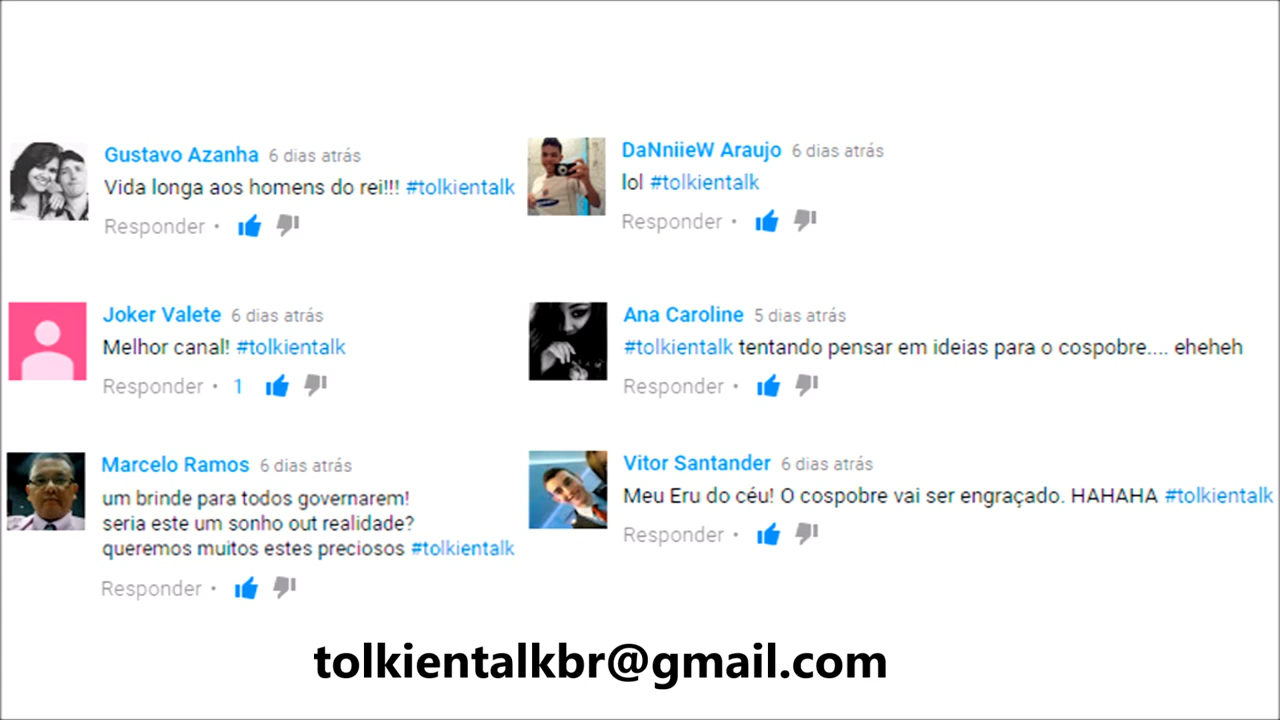 Gustavo Azanha 6 dias atrás
Vida longa aos homens do rei!!! #tolkientalk
Responder •
DaNniieW Araujo 6 dias atrás
lol #tolkientalk
Responder •
Joker Valete 6 dias atrás
Melhor canal! #tolkientalk
Responder • 1
Ana Caroline 5 dias atrás
#tolkientalk tentando pensar em ideias para o cospobre.... eheheh
Responder •
Marcelo Ramos 6 dias atrás
um brinde para todos governarem!
seria este um sonho out realidade?
queremos muitos estes preciosos #tolkientalk
Responder •
Vitor Santander 6 dias atrás
Meu Eru do céu! O cospobre vai ser engraçado. HAHAHA #tolkientalk
Responder •
tolkientalkbr@gmail.com